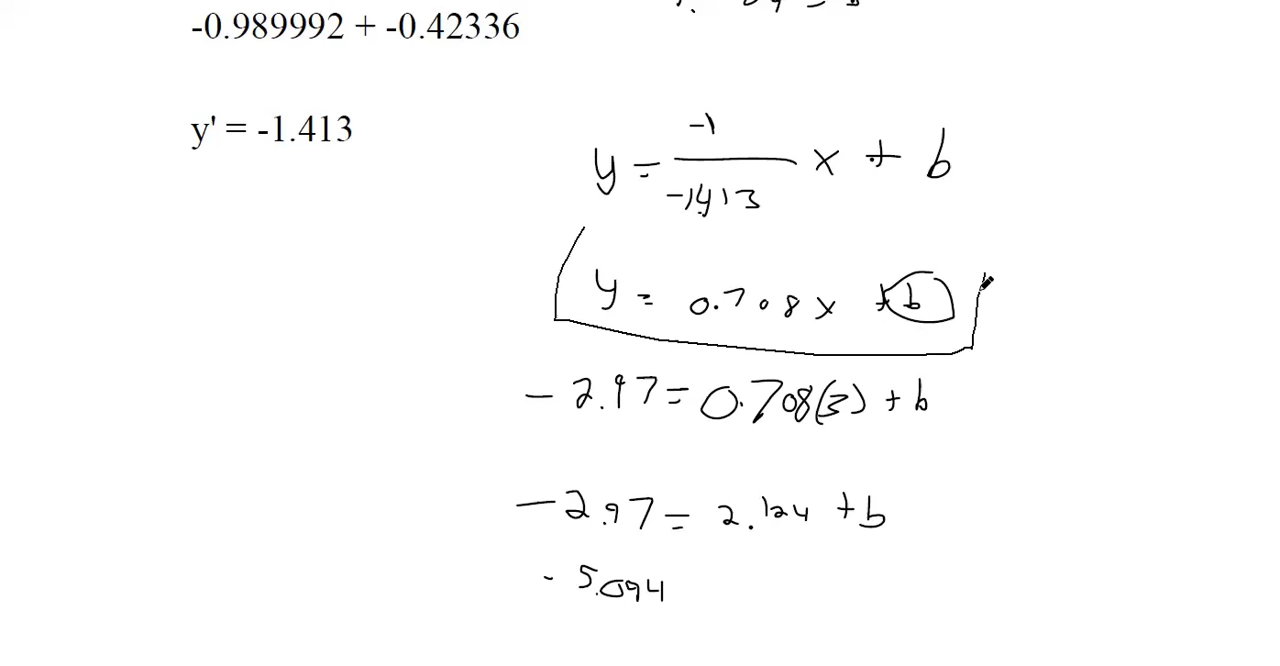 -0.989992 + -0.42336
y' = -1.413
y = -1 / -1.413 x + b
y = 0.708x + b
- 2.97 = 0.708(3) + b
- 2.97 = 2.124 + b
- 5.094